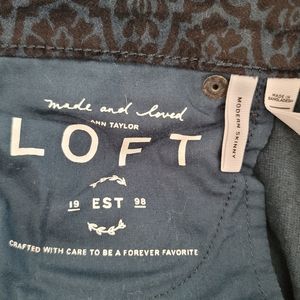 made and loved
ANN TAYLOR
LOFT
19 EST 98
CRAFTED WITH CARE TO BE A FOREVER FAVORITE
MODERN SKINNY
MADE IN
BANGLADESH